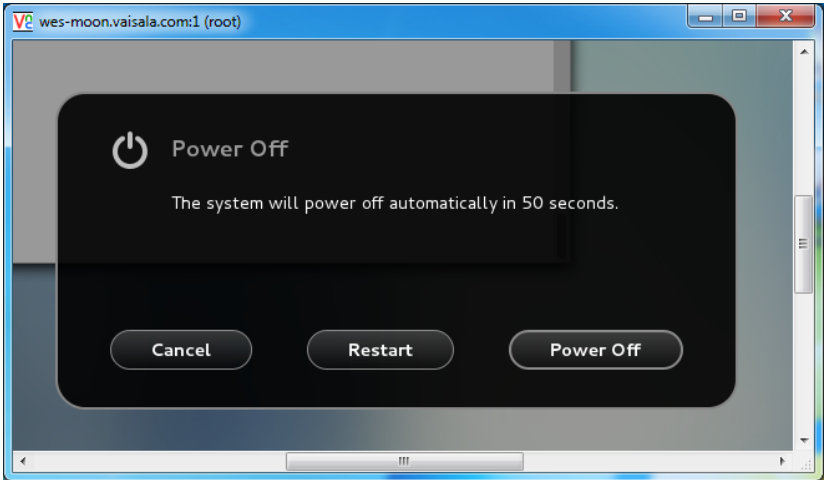 wes-moon.vaisala.com:1 (root)
Power Off
The system will power off automatically in 50 seconds.
Cancel
Restart
Power Off